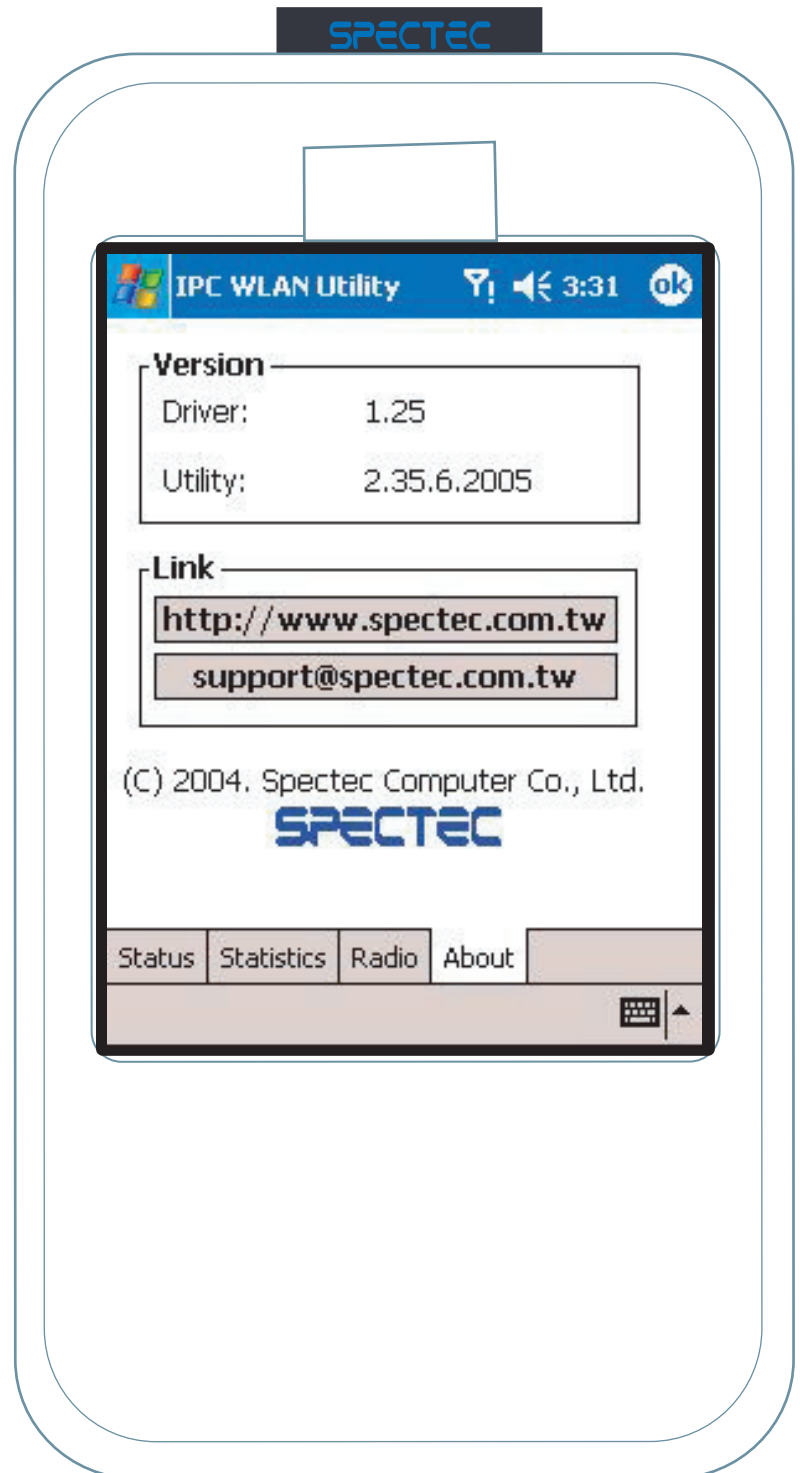 SPECTEC
IPC WLAN Utility 3:31 ok
Version
Driver: 1.25
Utility: 2.35.6.2005
Link
http://www.spectec.com.tw
support@spectec.com.tw
(C) 2004. Spectec Computer Co., Ltd.
SPECTEC
Status Statistics Radio About